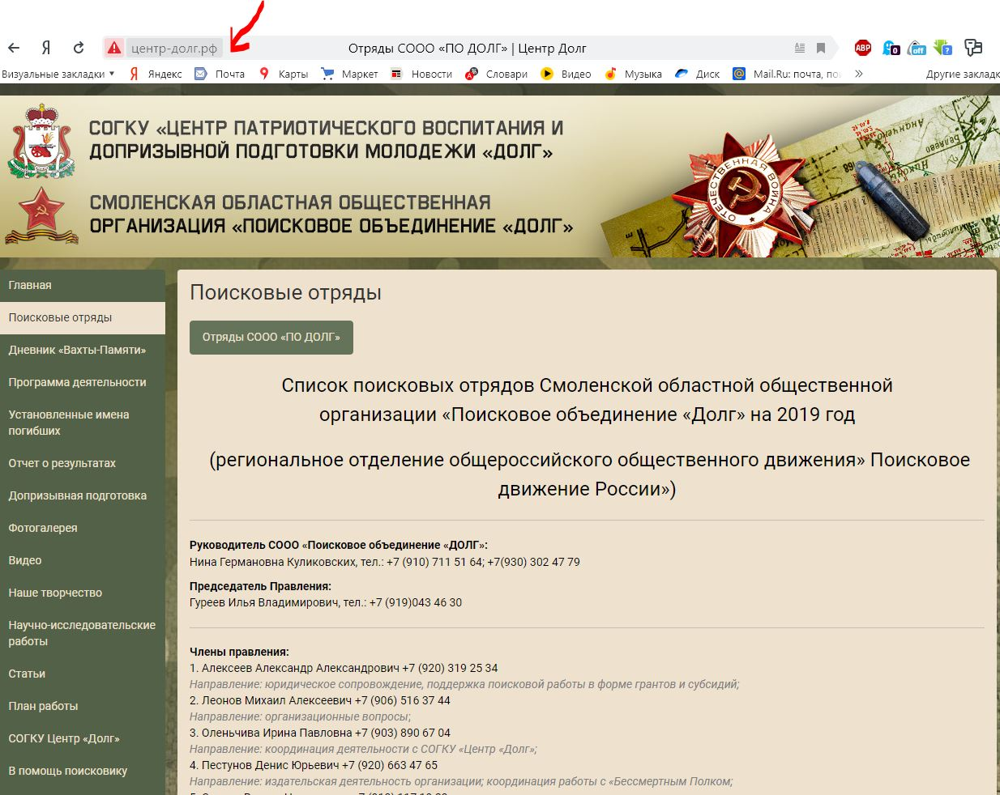 центр-долг.рф
Отряды СООО «ПО ДОЛГ» | Центр Долг
ABP
0
off
?
Визуальные закладки
Яндекс
Почта
Карты
Маркет
Новости
Словари
Видео
Музыка
Диск
Mail.Ru: почта,
Другие
СОГКУ «ЦЕНТР ПАТРИОТИЧЕСКОГО ВОСПИТАНИЯ И
ДОПРИЗЫВНОЙ ПОДГОТОВКИ МОЛОДЕЖИ «ДОЛГ»
СМОЛЕНСКАЯ ОБЛАСТНАЯ ОБЩЕСТВЕННАЯ
ОРГАНИЗАЦИЯ «ПОИСКОВОЕ ОБЪЕДИНЕНИЕ «ДОЛГ»
ОТЕЧЕСТВЕННАЯ ВОЙНА
Главная
Поисковые отряды
Дневник «Вахты-Памяти»
Программа деятельности
Установленные имена
погибших
Отчет о результатах
Допризывная подготовка
Фотогалерея
Видео
Наше творчество
Научно-исследовательские
работы
Статьи
План работы
СОГКУ Центр «Долг»
В помощь поисковику
Поисковые отряды
Отряды СООО «ПО ДОЛГ»
Список поисковых отрядов Смоленской областной общественной
организации «Поисковое объединение «Долг» на 2019 год
(региональное отделение общероссийского общественного движения» Поисковое
движение России»)
Руководитель СООО «Поисковое объединение «ДОЛГ»:
Нина Германовна Куликовских, тел.: +7 (910) 711 51 64; +7(930) 302 47 79
Председатель Правления:
Гуреев Илья Владимирович, тел.: +7 (919)043 46 30
Члены правления:
1. Алексеев Александр Александрович +7 (920) 319 25 34
Направление: юридическое сопровождение, поддержка поисковой работы в форме грантов и субсидий;
2. Леонов Михаил Алексеевич +7 (906) 516 37 44
Направление: организационные вопросы;
3. Оленьчива Ирина Павловна +7 (903) 890 67 04
Направление: координация деятельности с СОГКУ «Центр «Долг»;
4. Пестунов Денис Юрьевич +7 (920) 663 47 65
Направление: издательская деятельность организации; координация работы с «Бессмертным Полком;